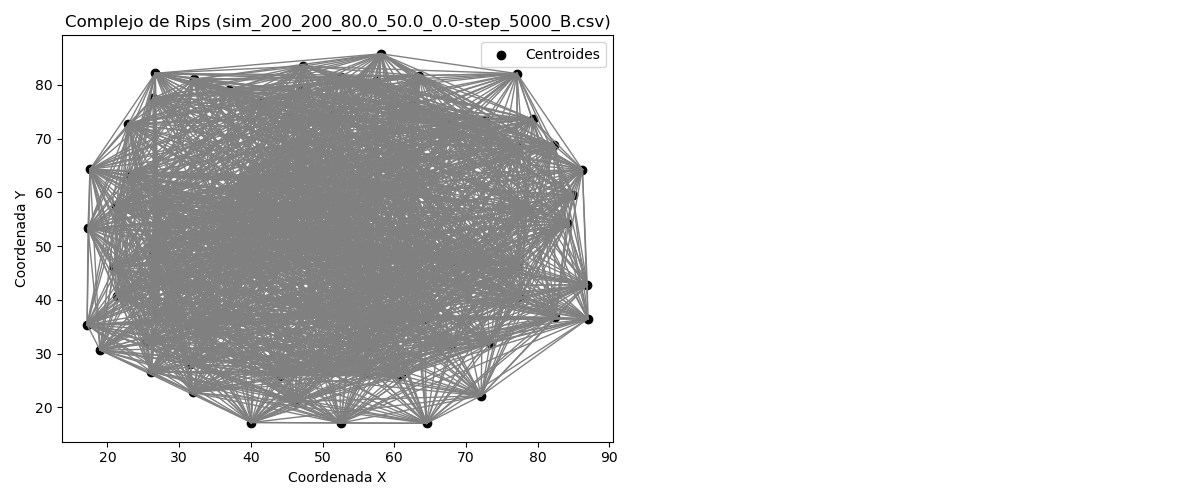 Complejo de Rips (sim_200_200_80.0_50.0_0.0-step_5000_B.csv)
Centroides
80
70
60
50
40
30
20
Coordenada Y
20 30 40 50 60 70 80 90
Coordenada X